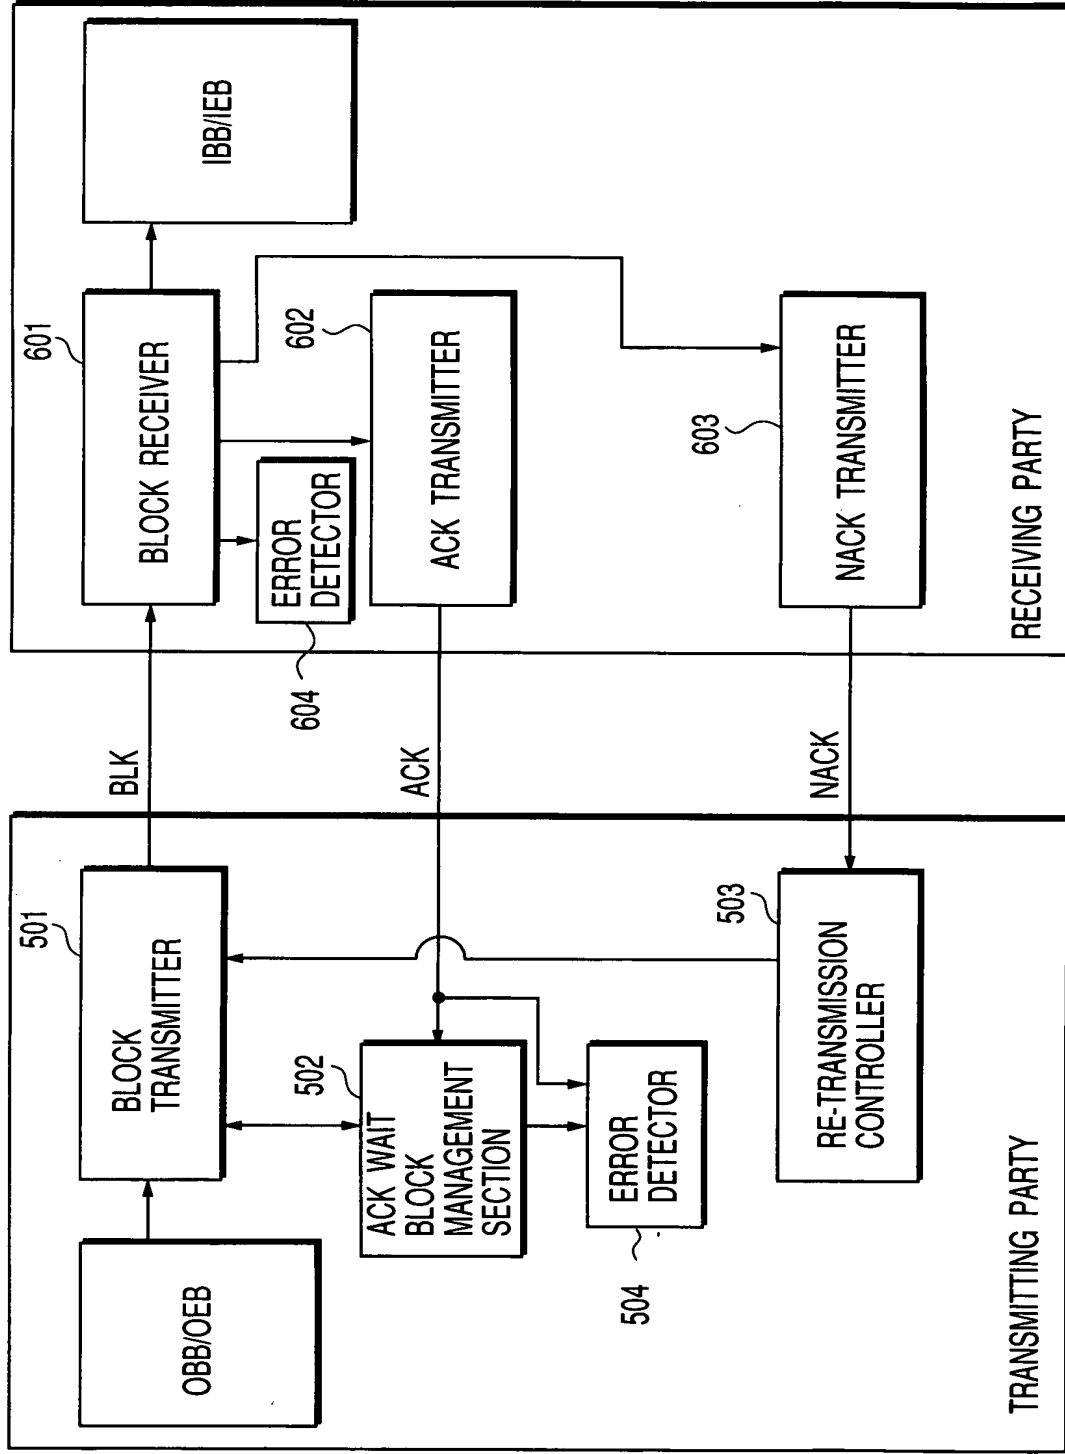 OBB/OEB
501
BLOCK
TRANSMITTER
502
ACK WAIT
BLOCK
MANAGEMENT
SECTION
504
ERROR
DETECTOR
503
RE-TRANSMISSION
CONTROLLER
TRANSMITTING PARTY
BLK
ACK
NACK
601
BLOCK RECEIVER
IBB/IEB
604
ERROR
DETECTOR
602
ACK TRANSMITTER
603
NACK TRANSMITTER
RECEIVING PARTY